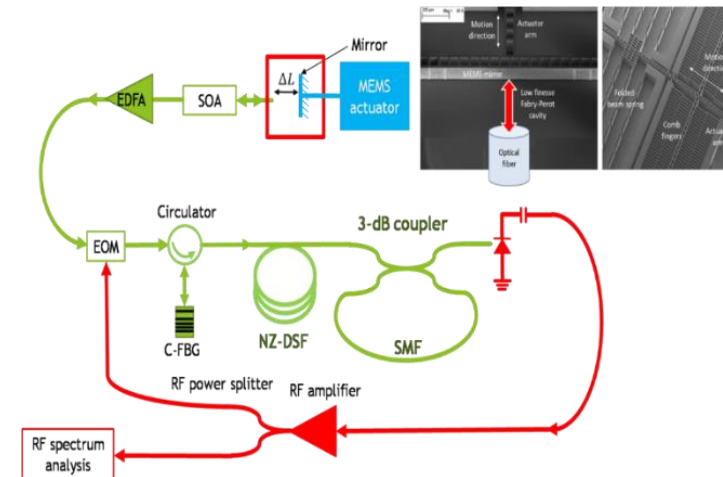 Mirror
ΔL
EDFA
SOA
MEMS
actuator
Motion
direction
Actuator
arm
MEMS mirror
Low finesse
Fabry-Perot
cavity
Optical
fiber
Motion
direction
Folded
beam spring
Comb
fingers
Circulator
3-dB coupler
EOM
C-FBG
NZ-DSF
SMF
RF power splitter
RF amplifier
RF spectrum
analysis